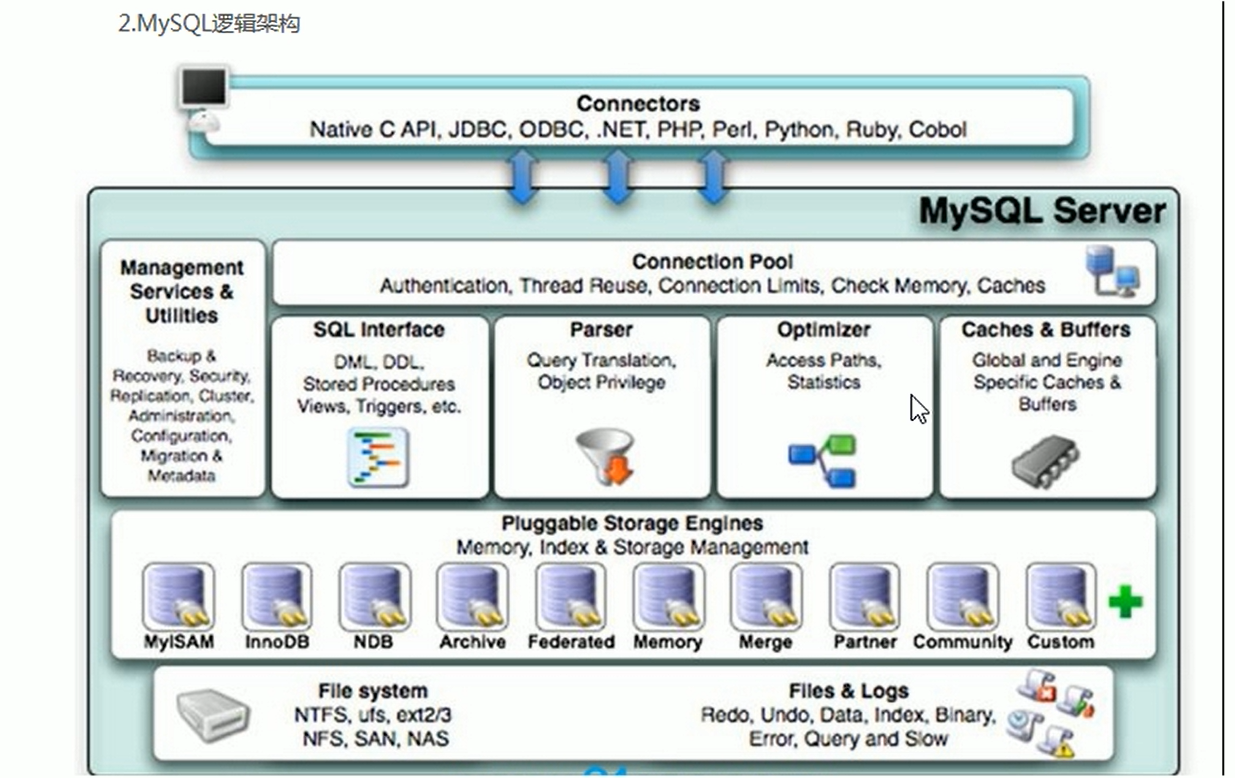 2.MySQL逻辑架构
Connectors
Native C API, JDBC, ODBC, .NET, PHP, Perl, Python, Ruby, Cobol
MySQL Server
Management
Services &
Utilities
Backup &
Recovery, Security,
Replication, Cluster,
Administration,
Configuration,
Migration &
Metadata
Connection Pool
Authentication, Thread Reuse, Connection Limits, Check Memory, Caches
SQL Interface
DML, DDL,
Stored Procedures
Views, Triggers, etc.
Parser
Query Translation,
Object Privilege
Optimizer
Access Paths,
Statistics
Caches & Buffers
Global and Engine
Specific Caches &
Buffers
Pluggable Storage Engines
Memory, Index & Storage Management
MyISAM
InnoDB
NDB
Archive
Federated
Memory
Merge
Partner
Community
Custom
File system
NTFS, ufs, ext2/3
NFS, SAN, NAS
Files & Logs
Redo, Undo, Data, Index, Binary,
Error, Query and Slow